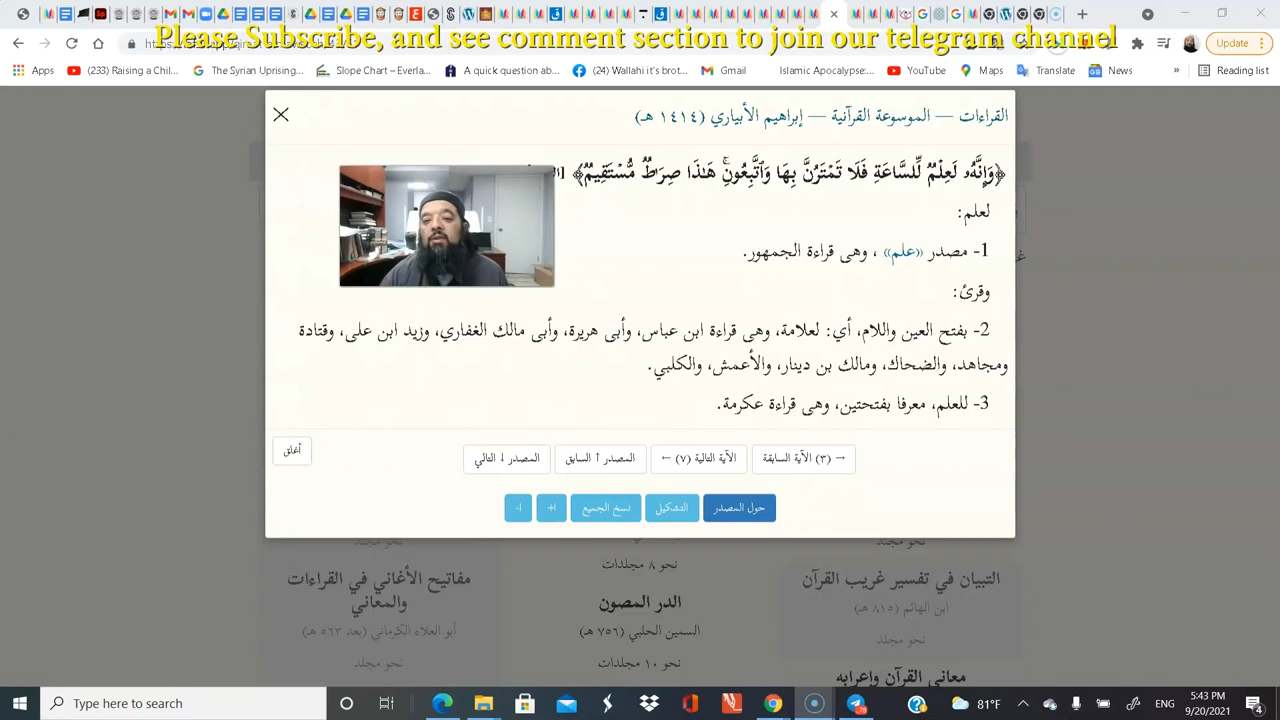 Please Subscribe, and see comment section to join our telegram channel
Update
Apps
(233) Raising a Chil...
The Syrian Uprising...
Slope Chart – Everla...
A quick question ab...
(24) Wallahi it's brot...
Gmail
Islamic Apocalypse:...
YouTube
Maps
Translate
News
»
Reading list
القراءات — الموسوعة القرآنية — إبراهيم الأبياري (١٤١٤ هـ)
﴿وَإِنَّهُۥ لَعِلْمٌ لِّلسَّاعَةِ فَلَا تَمْتَرُنَّ بِهَا وَٱتَّبِعُونِۚ هَـٰذَا صِرَٰطٌ مُّسْتَقِيمٌ﴾
لعلم:
1- مصدر «علم» ، وهى قراءة الجمهور.
وقرئ:
2- بفتح العين واللام، أي: لعلامة، وهى قراءة ابن عباس، وأبى هريرة، وأبى مالك الغفاري، وزيد ابن على، وقتادة
ومجاهد، والضحاك، ومالك بن دينار، والأعمش، والكلبي.
3- للعلم، معرفا بفتحتين، وهى قراءة عكرمة.
→ (٣) الآية السابقة
الآية التالية (٧) ←
المصدر ↑ السابق
المصدر ↓ التالي
أغلق
حول المصدر
التشكيل
نسخ الجميع
+ا
-ا
نحو مجلد
نحو ٨ مجلدات
نحو مجلد
التبيان في تفسير غريب القرآن
ابن الهائم (٨١٥ هـ)
نحو مجلد
معاني القرآن وإعرابه
الدر المصون
السمين الحلبي (٧٥٦ هـ)
نحو ١٠ مجلدات
مفاتيح الأغاني في القراءات
والمعاني
أبو العلاء الكرماني (بعد ٥٦٣ هـ)
نحو مجلد
Type here to search
81°F
ENG
5:43 PM
9/20/2021
4